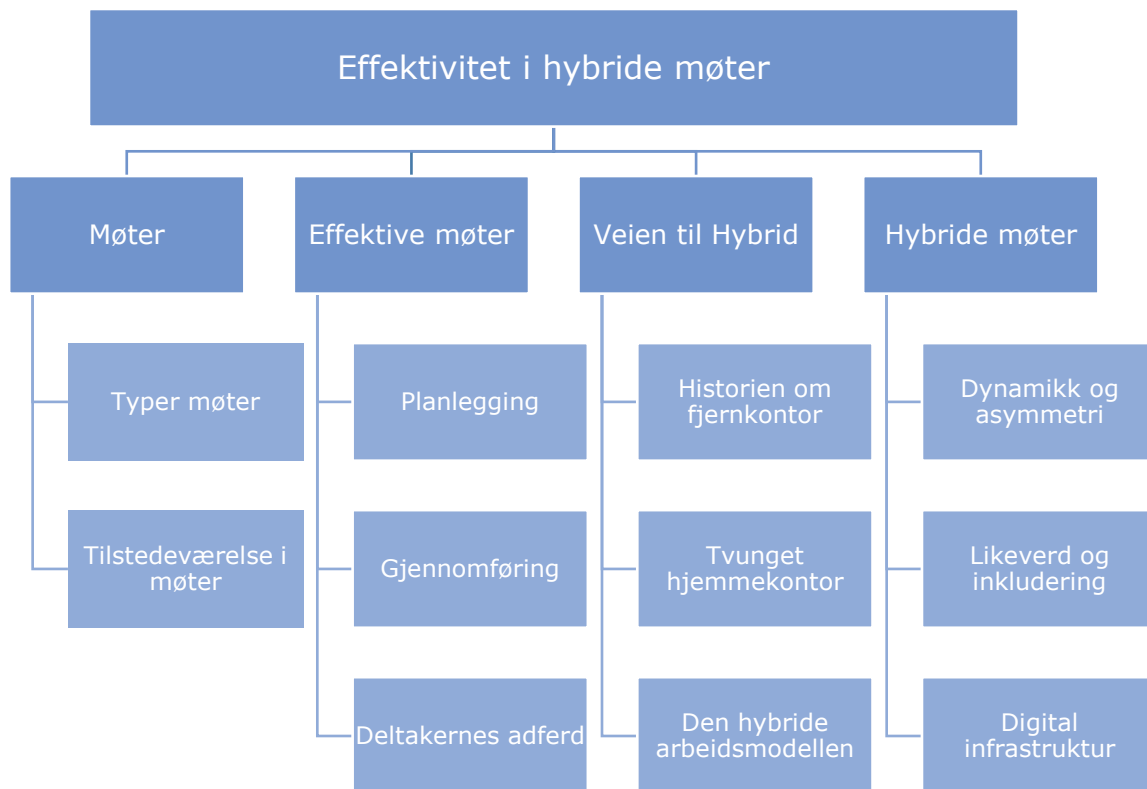 Effektivitet i hybride møter
Møter
Effektive møter
Veien til Hybrid
Hybride møter
Typer møter
Tilstedeværelse i
møter
Planlegging
Gjennomføring
Deltakernes adferd
Historien om
fjernkontor
Tvunget
hjemmekontor
Den hybride
arbeidsmodellen
Dynamikk og
asymmetri
Likeverd og
inkludering
Digital
infrastruktur